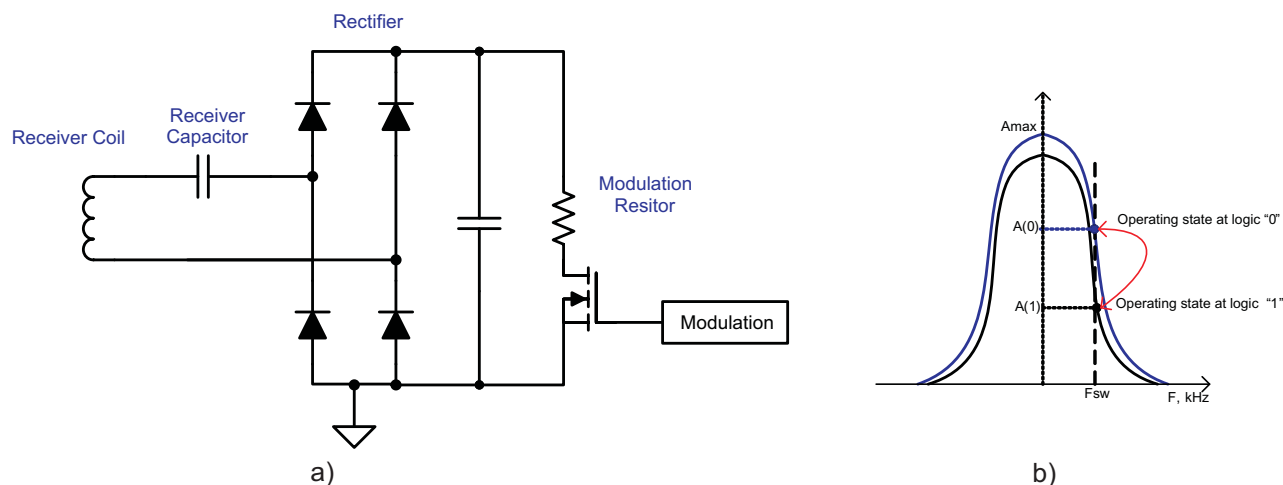 Rectifier
Receiver Coil
Receiver
Capacitor
Modulation
Resitor
Modulation
a)
Amax
A(0)
Operating state at logic “0”
A(1)
Operating state at logic “1”
Fsw
F, kHz
b)